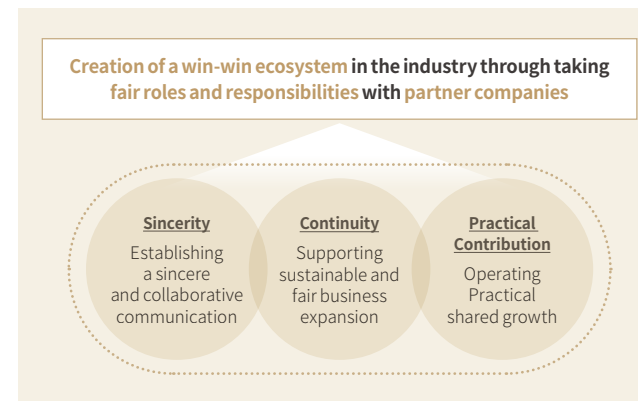 Creation of a win-win ecosystem in the industry through taking
fair roles and responsibilities with partner companies
Sincerity
Establishing
a sincere
and collaborative
communication
Continuity
Supporting
sustainable and
fair business
expansion
Practical
Contribution
Operating
Practical
shared growth